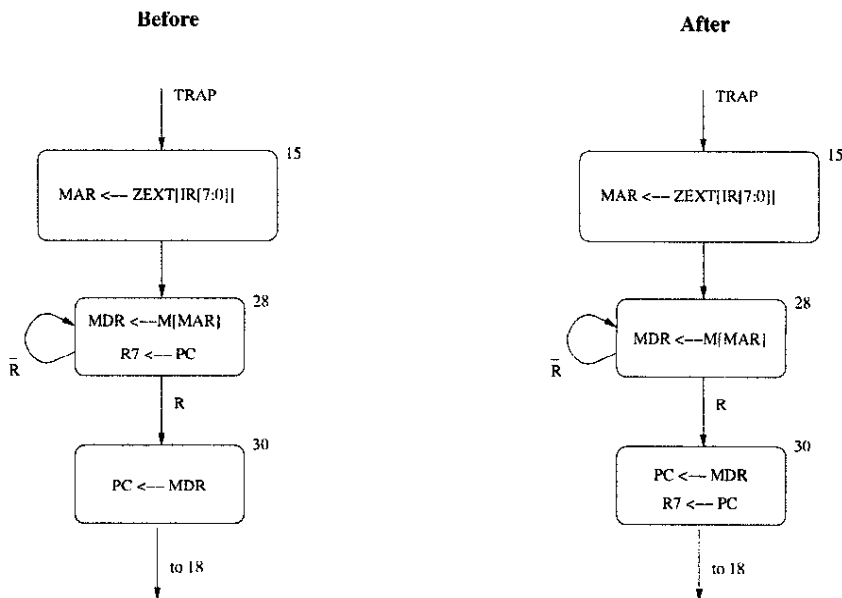 Before
TRAP
15
MAR <-- ZEXT[IR[7:0]]
28
MDR <--M[MAR]
R7 <-- PC
R̅
R
30
PC <-- MDR
to 18
After
TRAP
15
MAR <-- ZEXT[IR[7:0]]
28
MDR <--M[MAR]
R̅
R
30
PC <-- MDR
R7 <-- PC
to 18